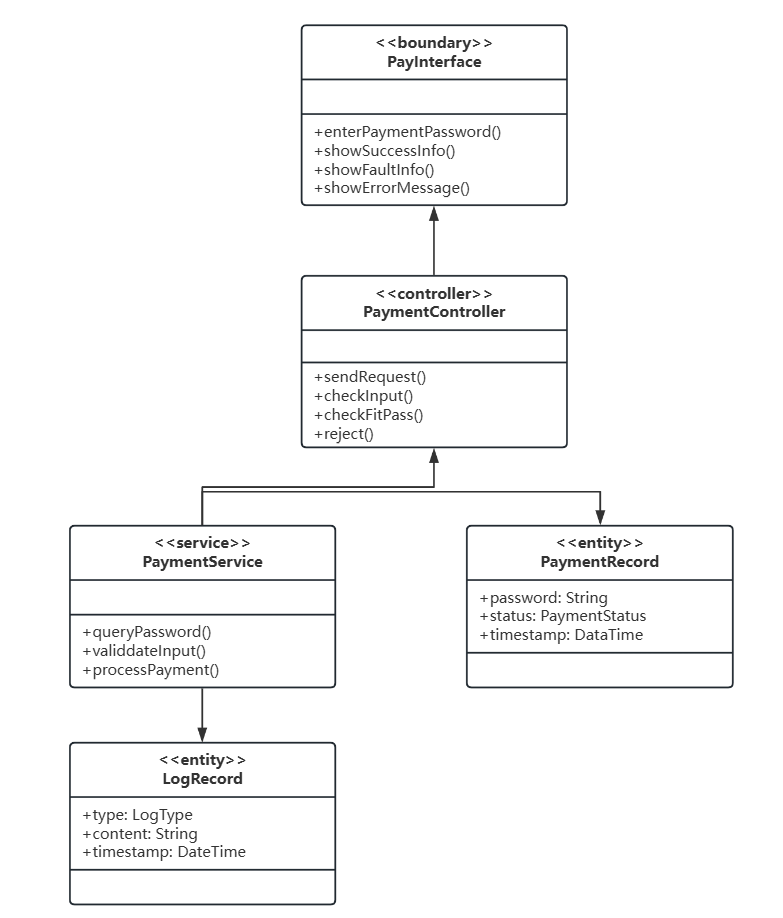 <<boundary>>
PayInterface
+enterPaymentPassword()
+showSuccessInfo()
+showFaultInfo()
+showErrorMessage()
<<controller>>
PaymentController
+sendRequest()
+checkInput()
+checkFitPass()
+reject()
<<service>>
PaymentService
+queryPassword()
+validdateInput()
+processPayment()
<<entity>>
PaymentRecord
+password: String
+status: PaymentStatus
+timestamp: DataTime
<<entity>>
LogRecord
+type: LogType
+content: String
+timestamp: DateTime